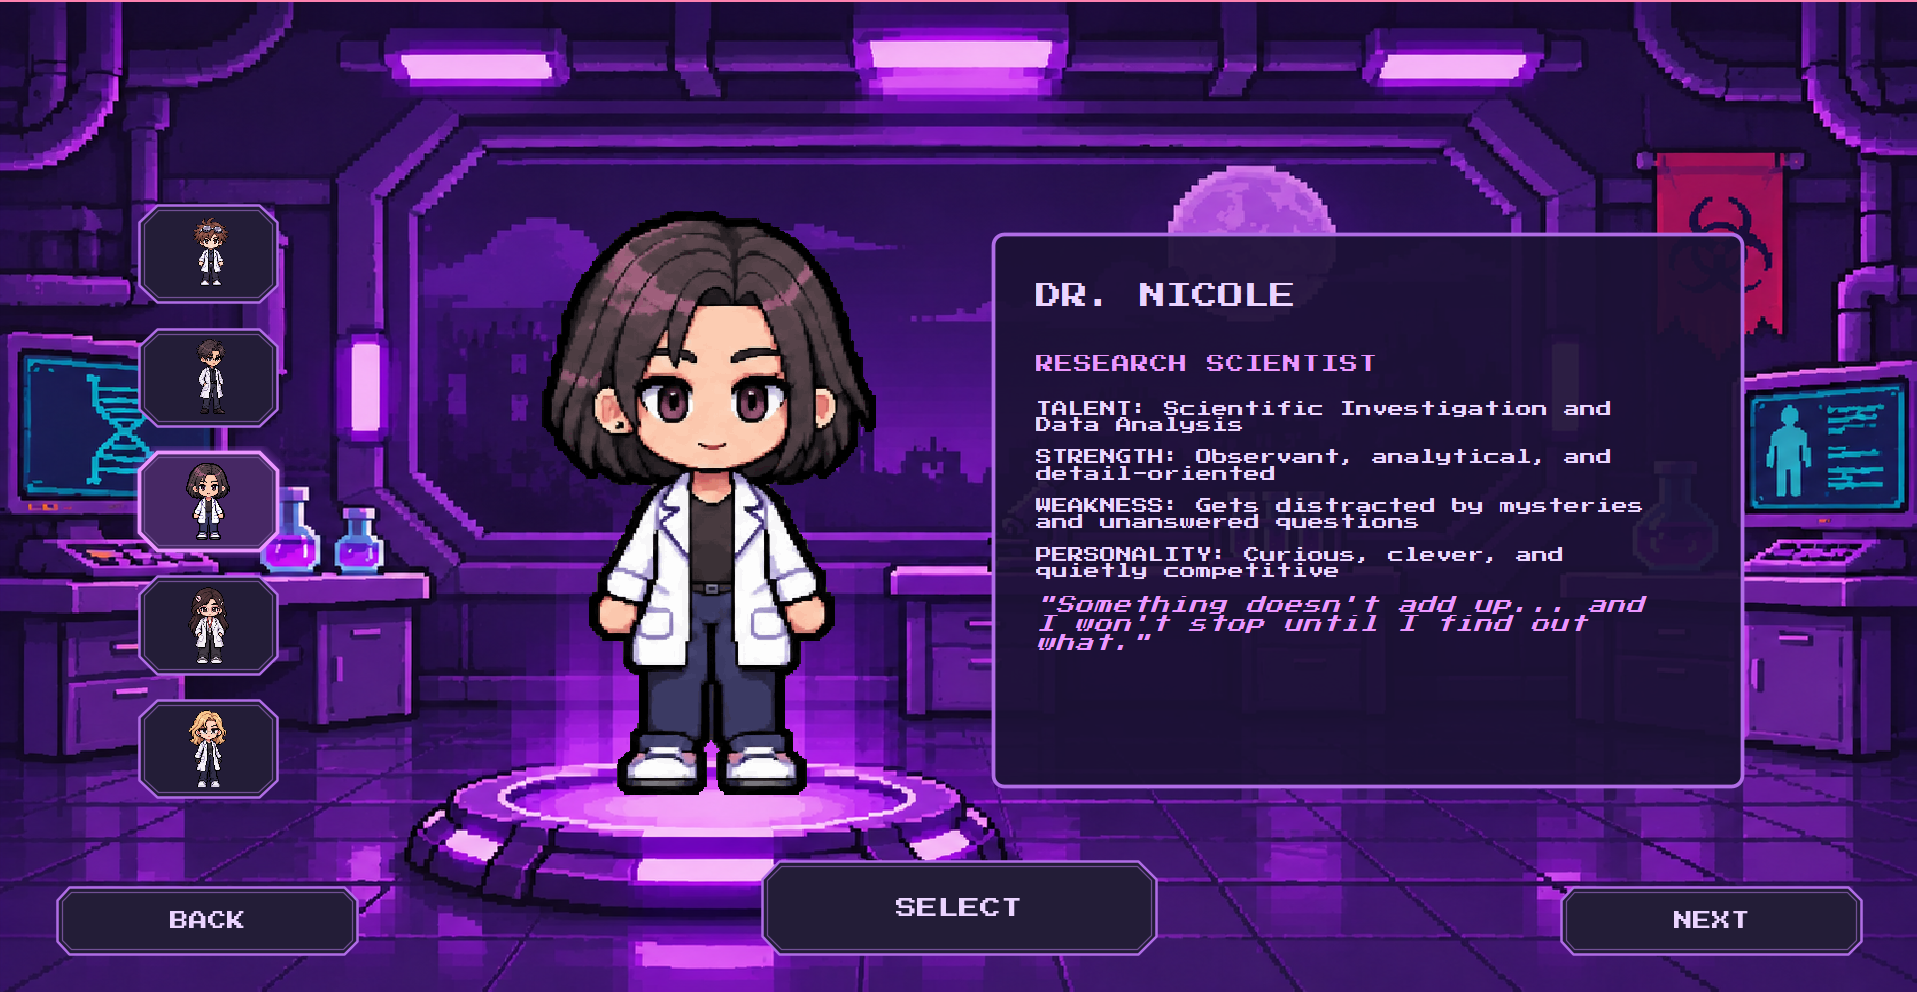 DR. NICOLE
RESEARCH SCIENTIST
TALENT: Scientific Investigation and
Data Analysis
STRENGTH: Observant, analytical, and
detail-oriented
WEAKNESS: Gets distracted by mysteries
and unanswered questions
PERSONALITY: Curious, clever, and
quietly competitive
"Something doesn't add up... and
I won't stop until I find out
what."
BACK
SELECT
NEXT